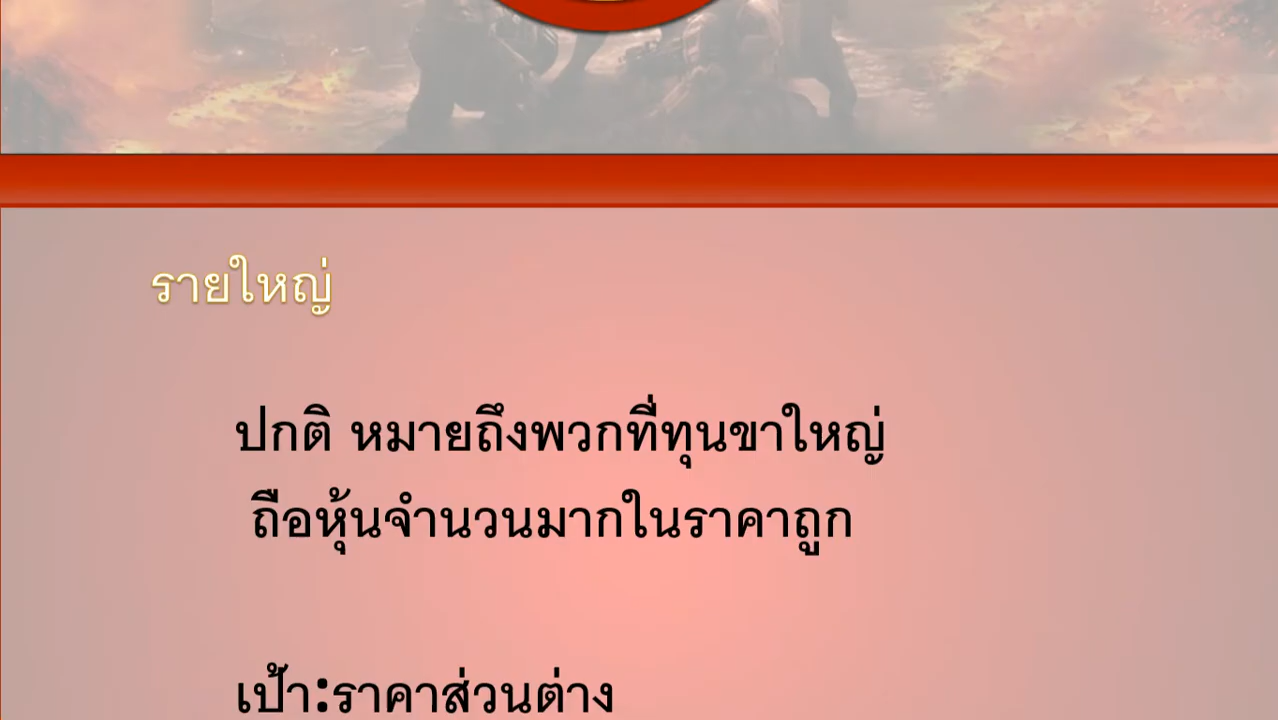 รายใหญ่
ปกติ หมายถึงพวกที่ทุนขาใหญ่
ถือหุ้นจำนวนมากในราคาถูก
เป้า:ราคาส่วนต่าง